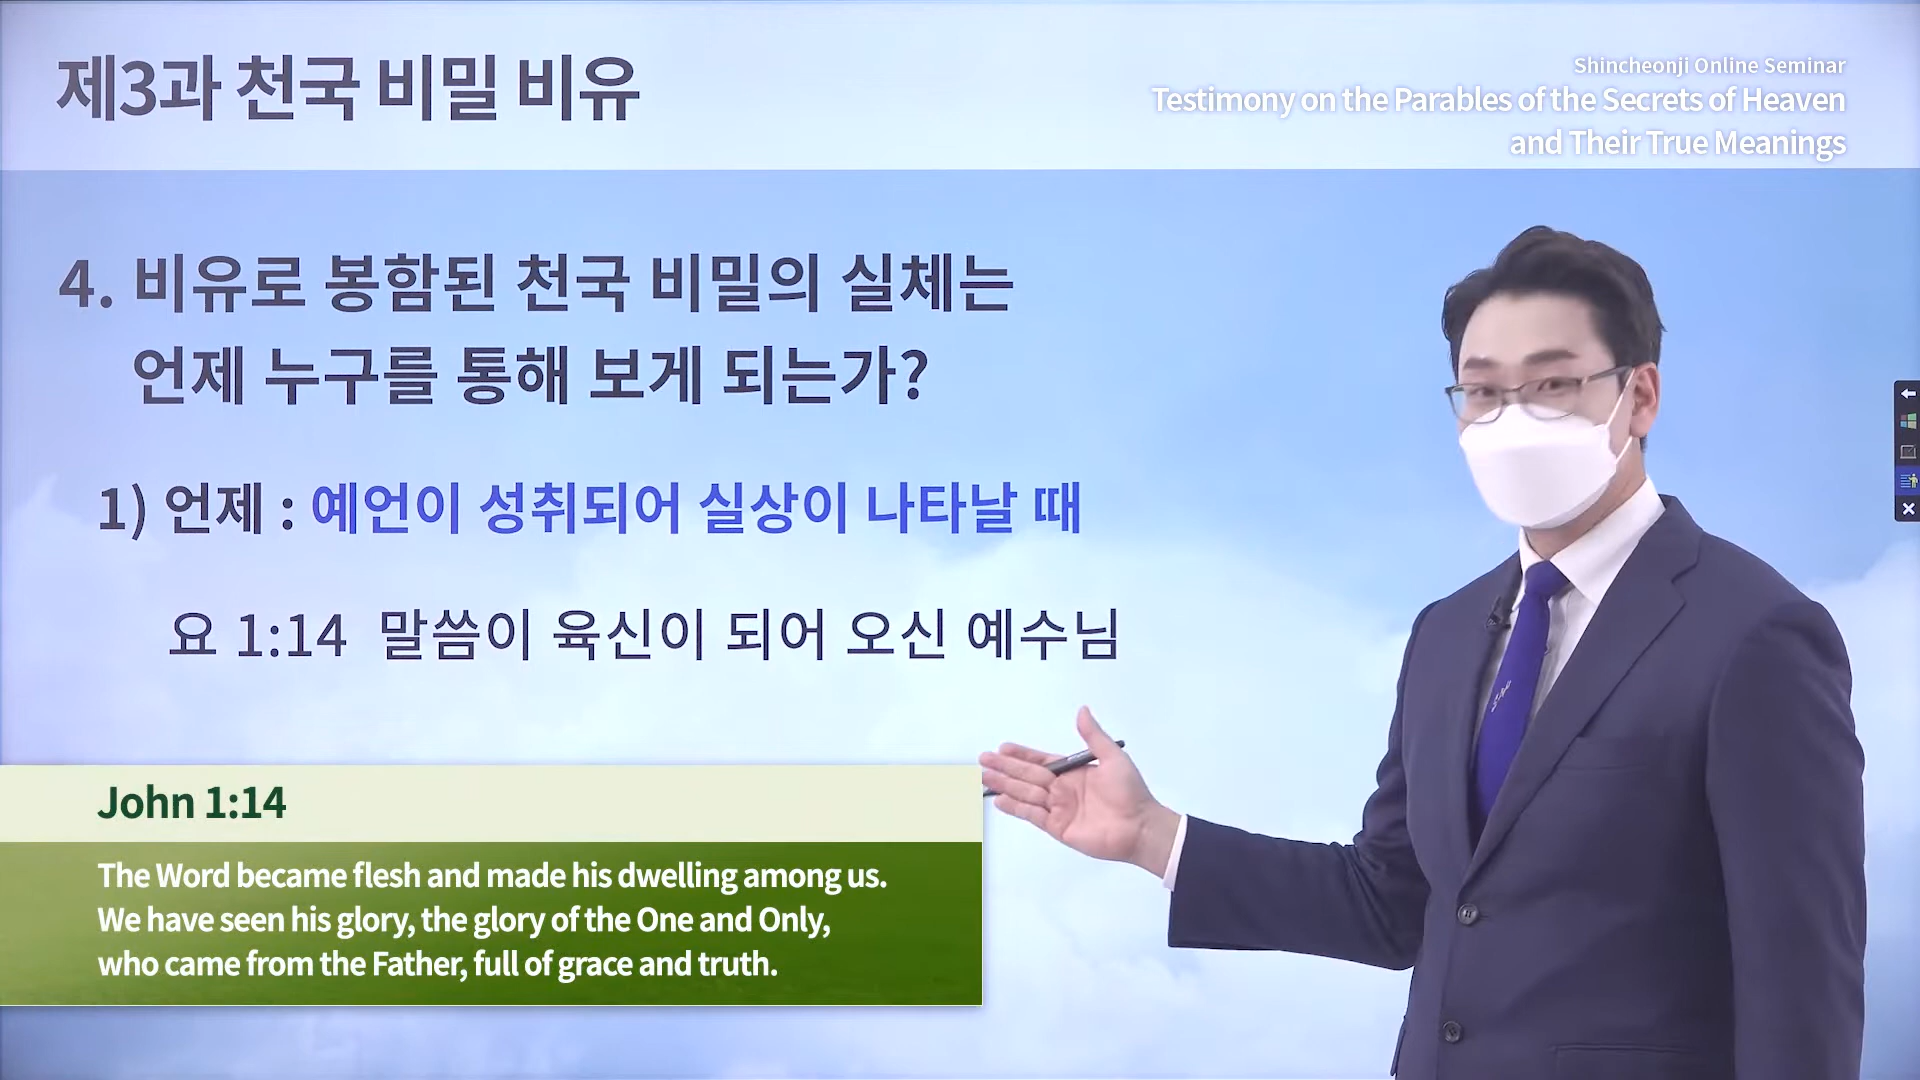 제3과 천국 비밀 비유
Shincheonji Online Seminar
Testimony on the Parables of the Secrets of Heaven
and Their True Meanings
4. 비유로 봉함된 천국 비밀의 실체는
언제 누구를 통해 보게 되는가?
1) 언제 : 예언이 성취되어 실상이 나타날 때
요 1:14 말씀이 육신이 되어 오신 예수님
John 1:14
The Word became flesh and made his dwelling among us.
We have seen his glory, the glory of the One and Only,
who came from the Father, full of grace and truth.